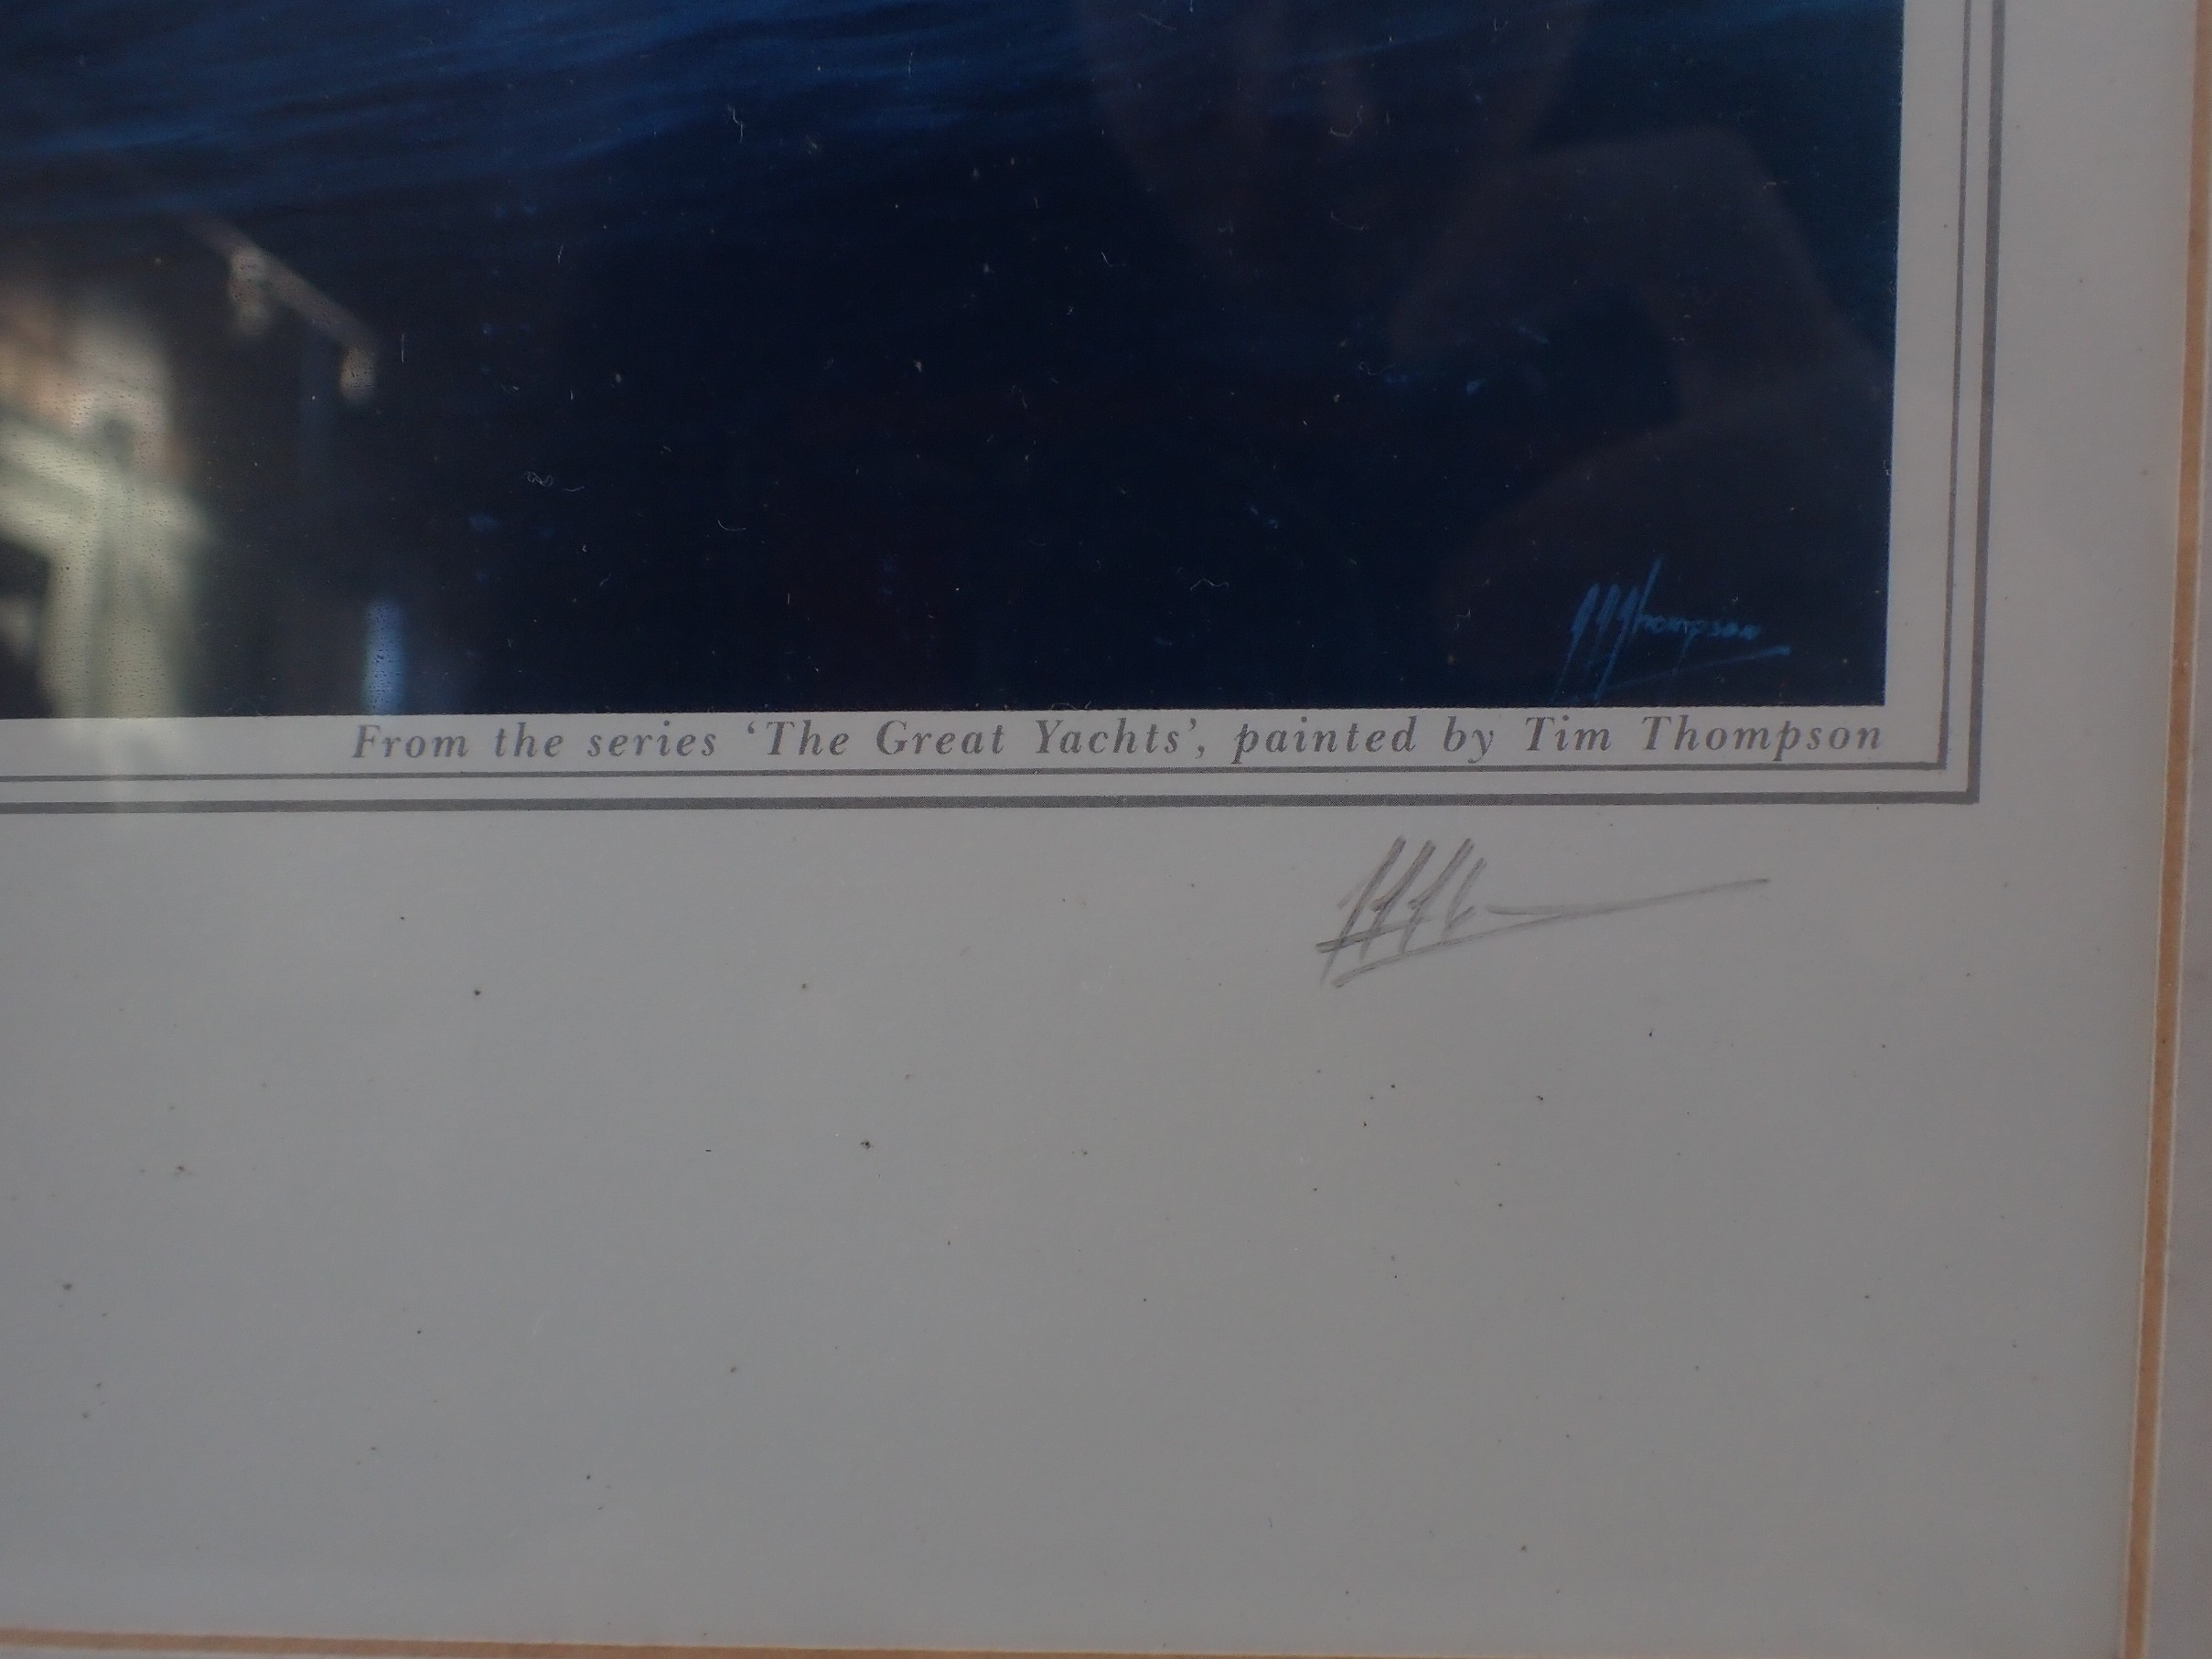 Thompson
From the series ‘The Great Yachts’, painted by Tim Thompson